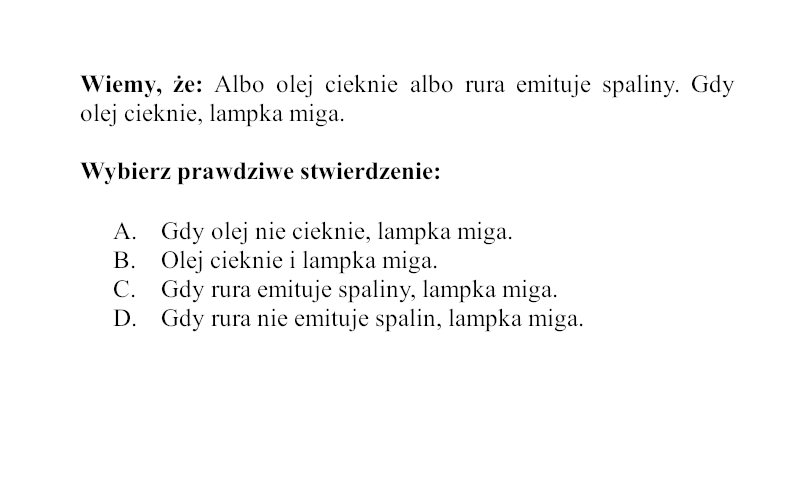 Wiemy, że: Albo olej cieknie albo rura emituje spaliny. Gdy
olej cieknie, lampka miga.
Wybierz prawdziwe stwierdzenie:
A. Gdy olej nie cieknie, lampka miga.
B. Olej cieknie i lampka miga.
C. Gdy rura emituje spaliny, lampka miga.
D. Gdy rura nie emituje spalin, lampka miga.